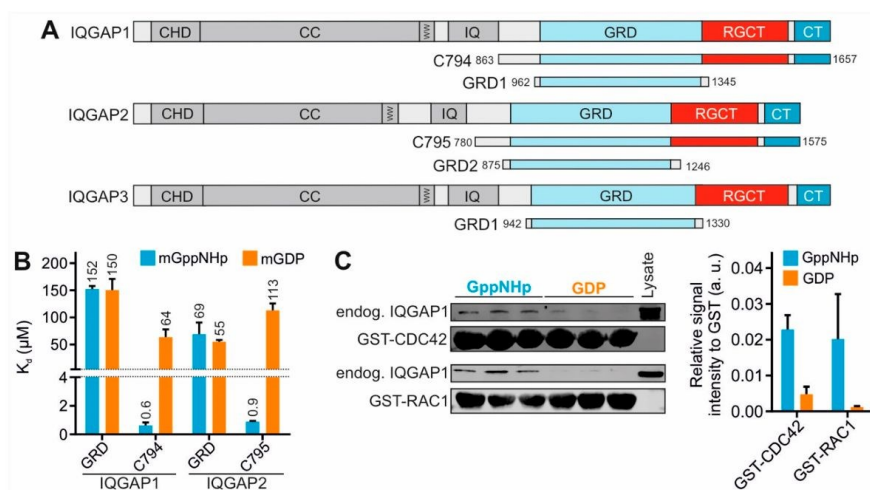 A
IQGAP1 CHD CC WW IQ GRD RGCT CT
C794 863 1657
GRD1 962 1345
IQGAP2 CHD CC WW IQ GRD RGCT CT
C795 780 1575
GRD2 875 1246
IQGAP3 CHD CC WW IQ GRD RGCT CT
GRD1 942 1330
B
mGppNHp mGDP
Kd (µM)
200
150
100
50
4
2
0
152 150 0.6 64 69 55 0.9 113
GRD C794 GRD C795
IQGAP1 IQGAP2
C
GppNHp GDP Lysate
endog. IQGAP1
GST-CDC42
endog. IQGAP1
GST-RAC1
GppNHp
GDP
Relative signal
intensity to GST (a. u.)
0.04
0.03
0.02
0.01
0.00
GST-CDC42 GST-RAC1